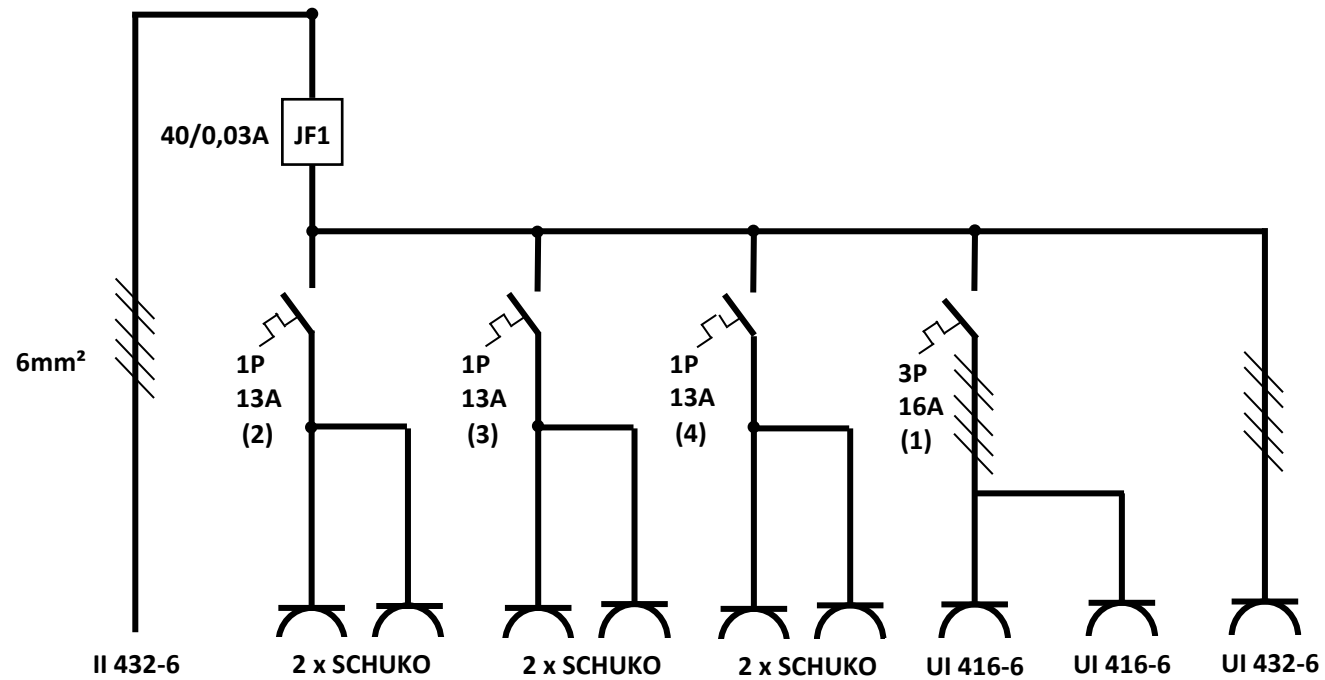 40/0,03A
JF1
6mm²
1P
13A
(2)
1P
13A
(3)
1P
13A
(4)
3P
16A
(1)
II 432-6
2 x SCHUKO
2 x SCHUKO
2 x SCHUKO
UI 416-6
UI 416-6
UI 432-6